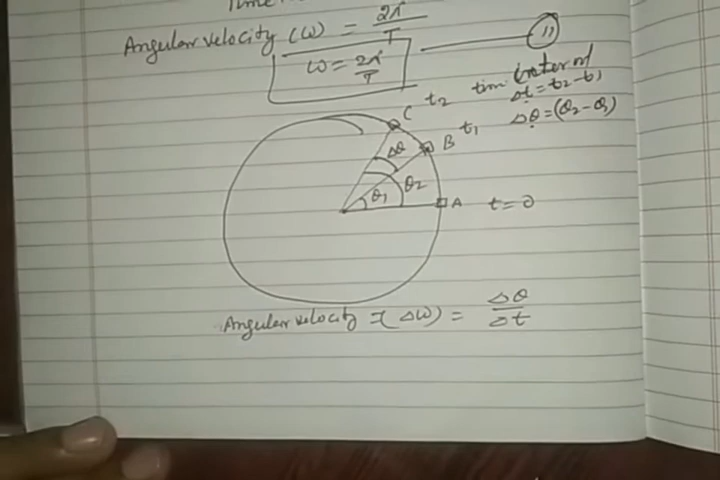 Time
Angular velocity (ω) = 2π/T (11)
ω = 2π/T
time interval
Δt = t2 - t1
Δθ = (θ2 - θ1)
C t2
B t1
Δθ
θ2
θ1
A t = 0
Angular velocity = (Δω) = Δθ/Δt